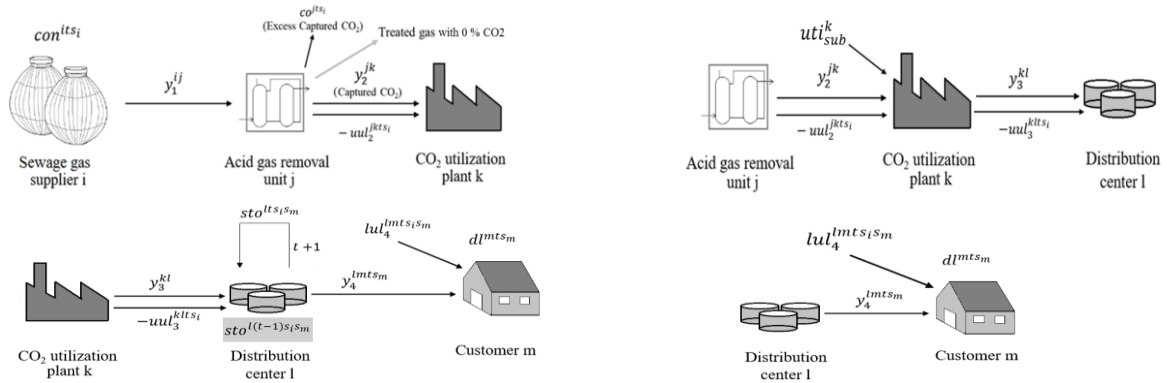 con^{its_i}
co^{jts_i}
(Excess Captured CO₂)
Treated gas with 0 % CO2
y_1^{ij}
y_2^{jk}
(Captured CO₂)
− uul_2^{jkts_i}
Sewage gas
supplier i
Acid gas removal
unit j
CO₂ utilization
plant k
uti_{sub}^k
y_2^{jk}
− uul_2^{jkts_i}
y_3^{kl}
−uul_3^{klts_i}
Acid gas removal
unit j
CO₂ utilization
plant k
Distribution
center l
sto^{lts_is_m}
t +1
y_3^{kl}
−uul_3^{klts_i}
sto^{l(t−1)s_is_m}
lul_4^{lmts_is_m}
dl^{mts_m}
y_4^{lmts_m}
CO₂ utilization
plant k
Distribution
center l
Customer m
lul_4^{lmts_is_m}
dl^{mts_m}
y_4^{lmts_m}
Distribution
center l
Customer m